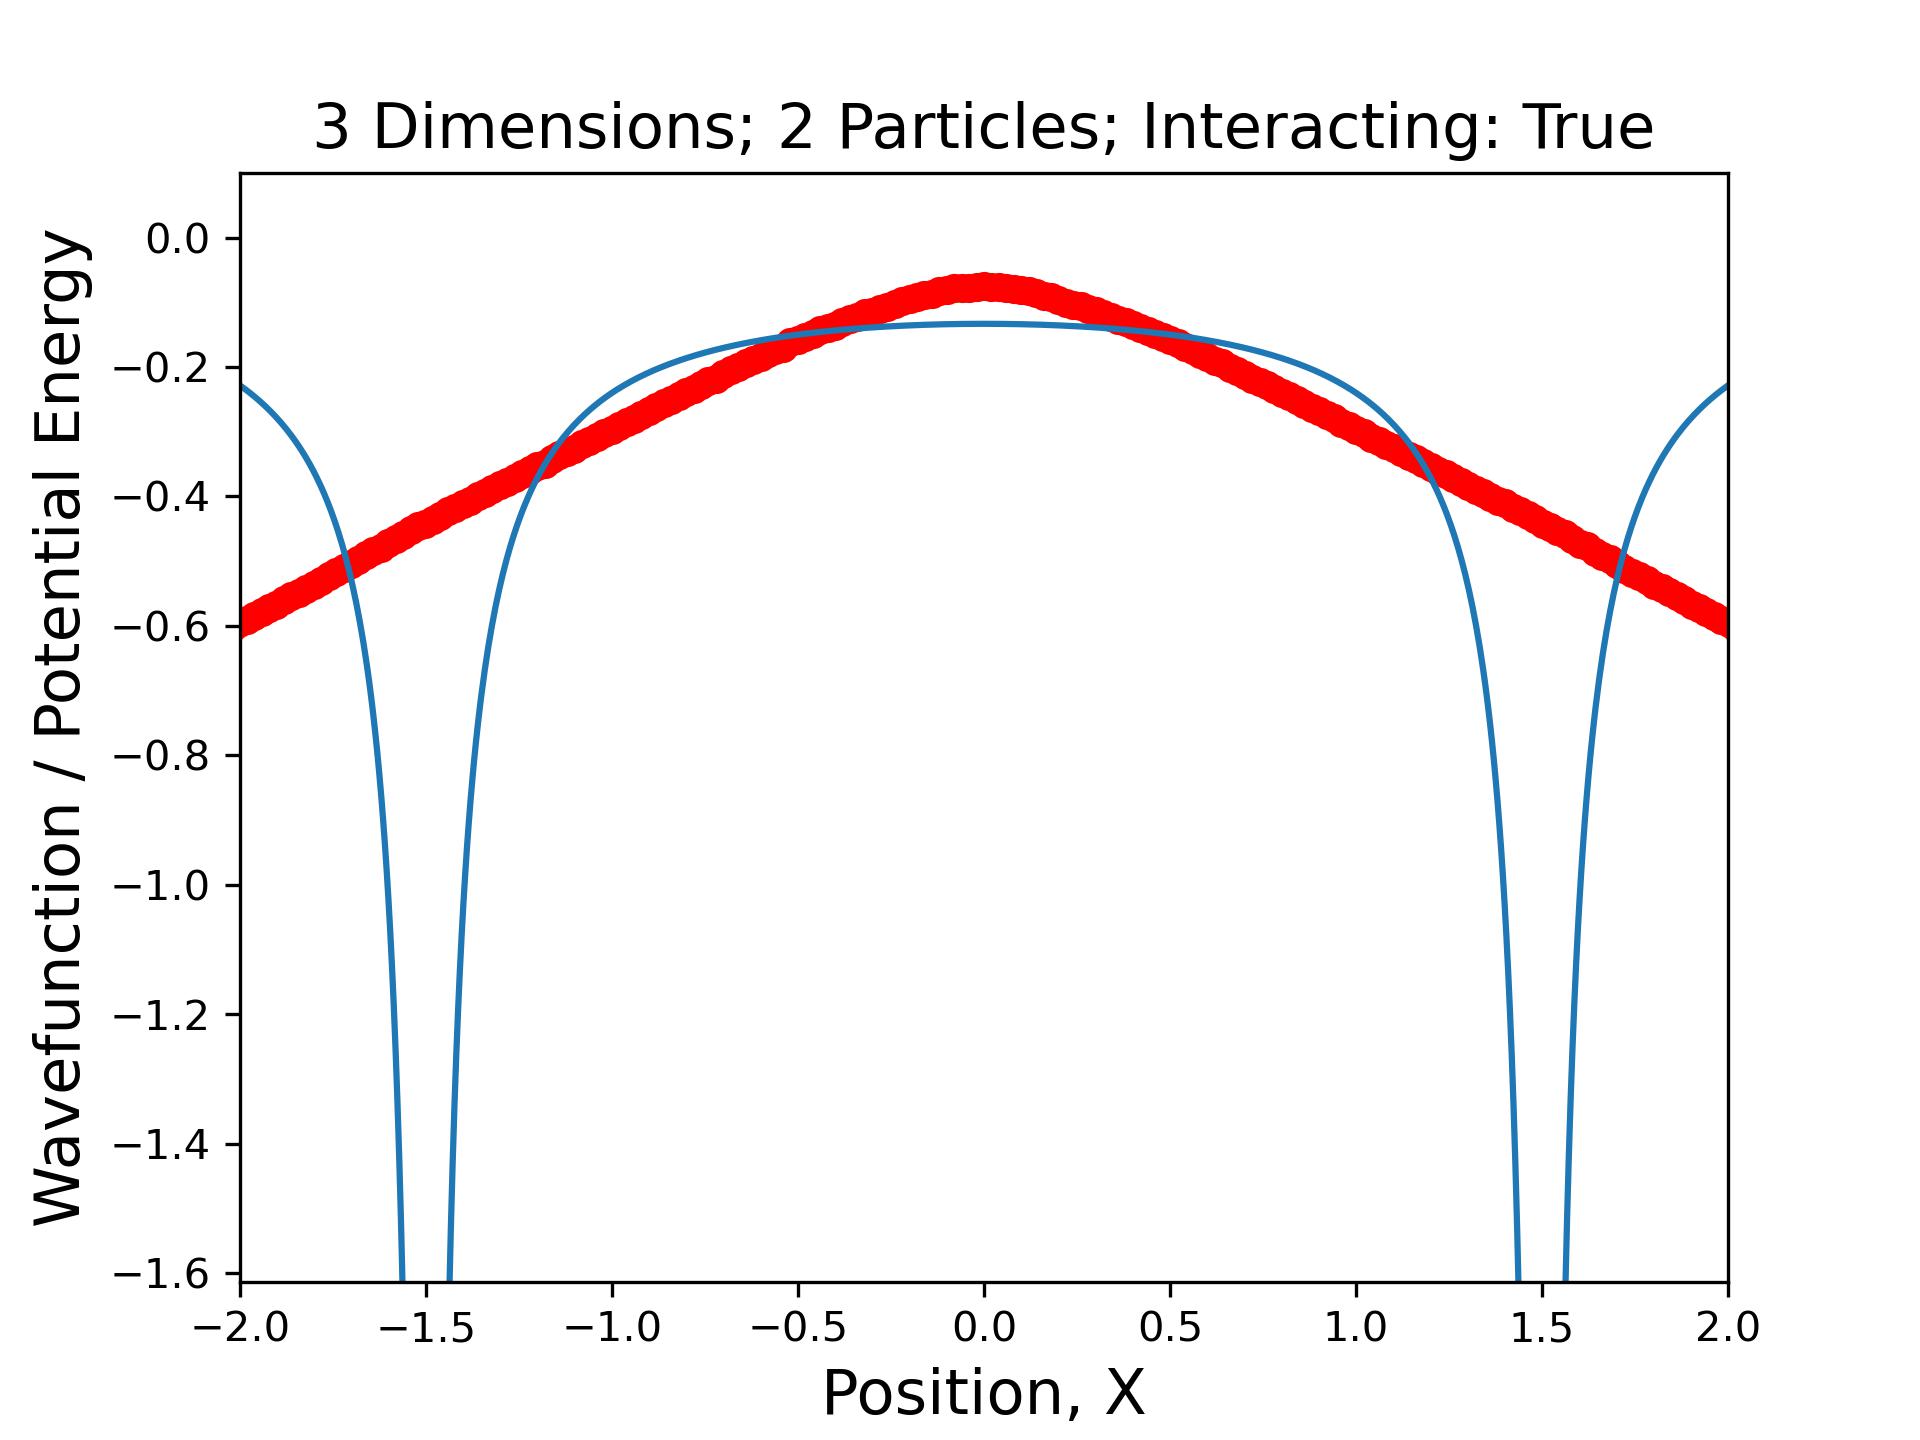 3 Dimensions; 2 Particles; Interacting: True
Wavefunction / Potential Energy
0.0
−0.2
−0.4
−0.6
−0.8
−1.0
−1.2
−1.4
−1.6
−2.0 −1.5 −1.0 −0.5 0.0 0.5 1.0 1.5 2.0
Position, X